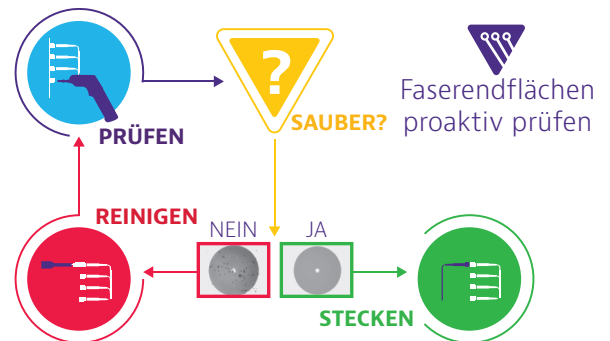 ?
Faserendflächen
proaktiv prüfen
SAUBER?
PRÜFEN
REINIGEN
NEIN
JA
STECKEN